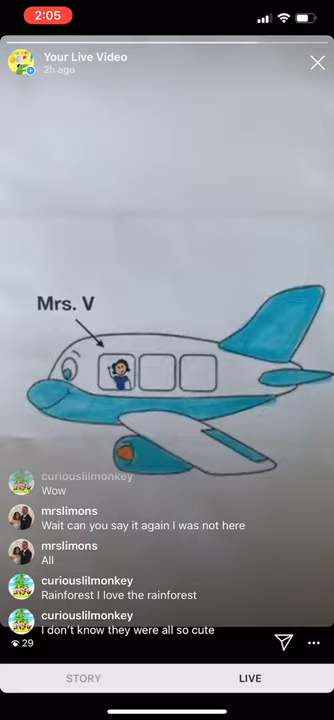 2:05
Your Live Video
2h ago
Mrs. V
curiouslilmonkey
Wow
mrslimons
Wait can you say it again I was not here
mrslimons
All
curiouslilmonkey
Rainforest I love the rainforest
curiouslilmonkey
I don't know they were all so cute
29
STORY LIVE